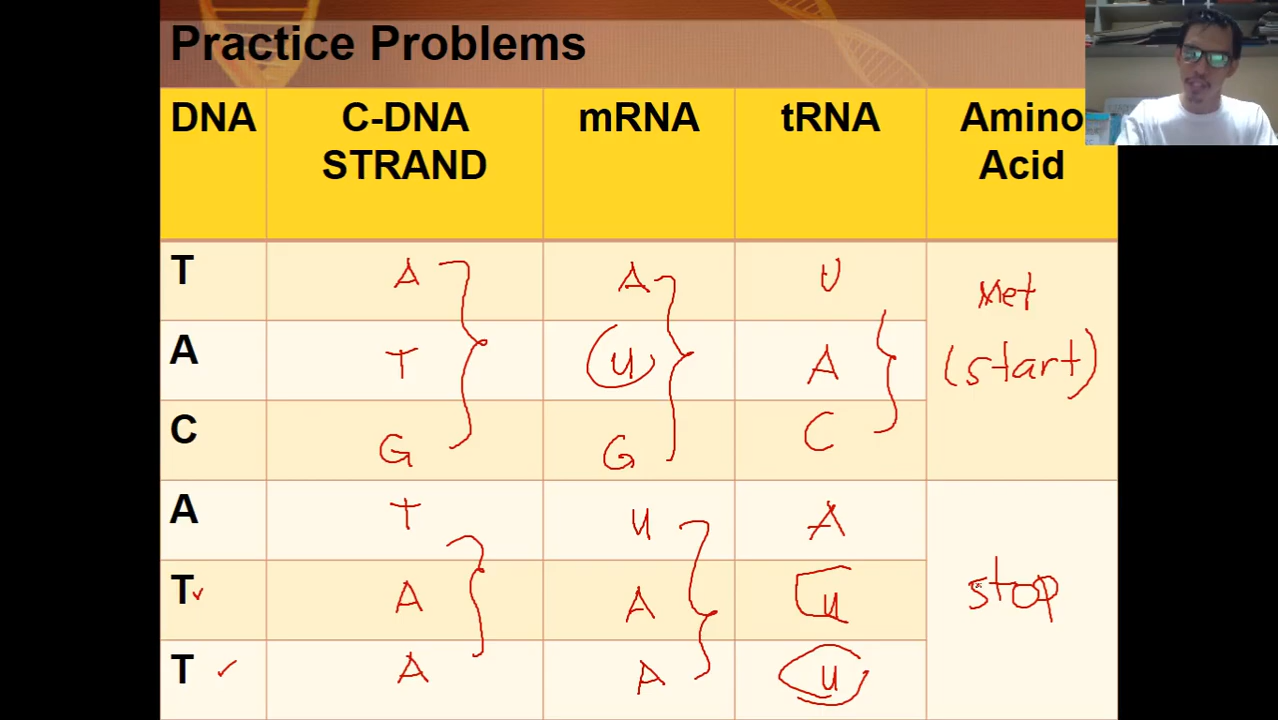 Practice Problems
DNA C-DNA STRAND mRNA tRNA Amino Acid
T A A U Met
A T U A (start)
C G G C
A T U A
T A A U stop
T A A U